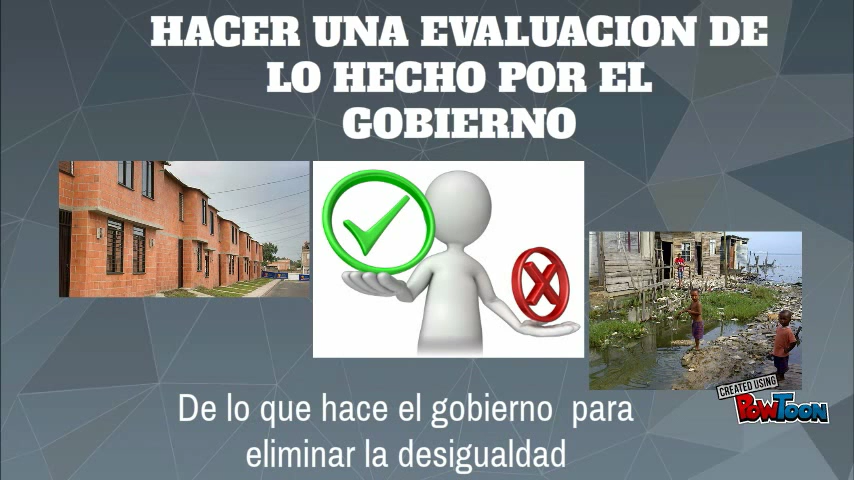 HACER UNA EVALUACION DE
LO HECHO POR EL
GOBIERNO
De lo que hace el gobierno para
eliminar la desigualdad
CREATED USING
POWTOON